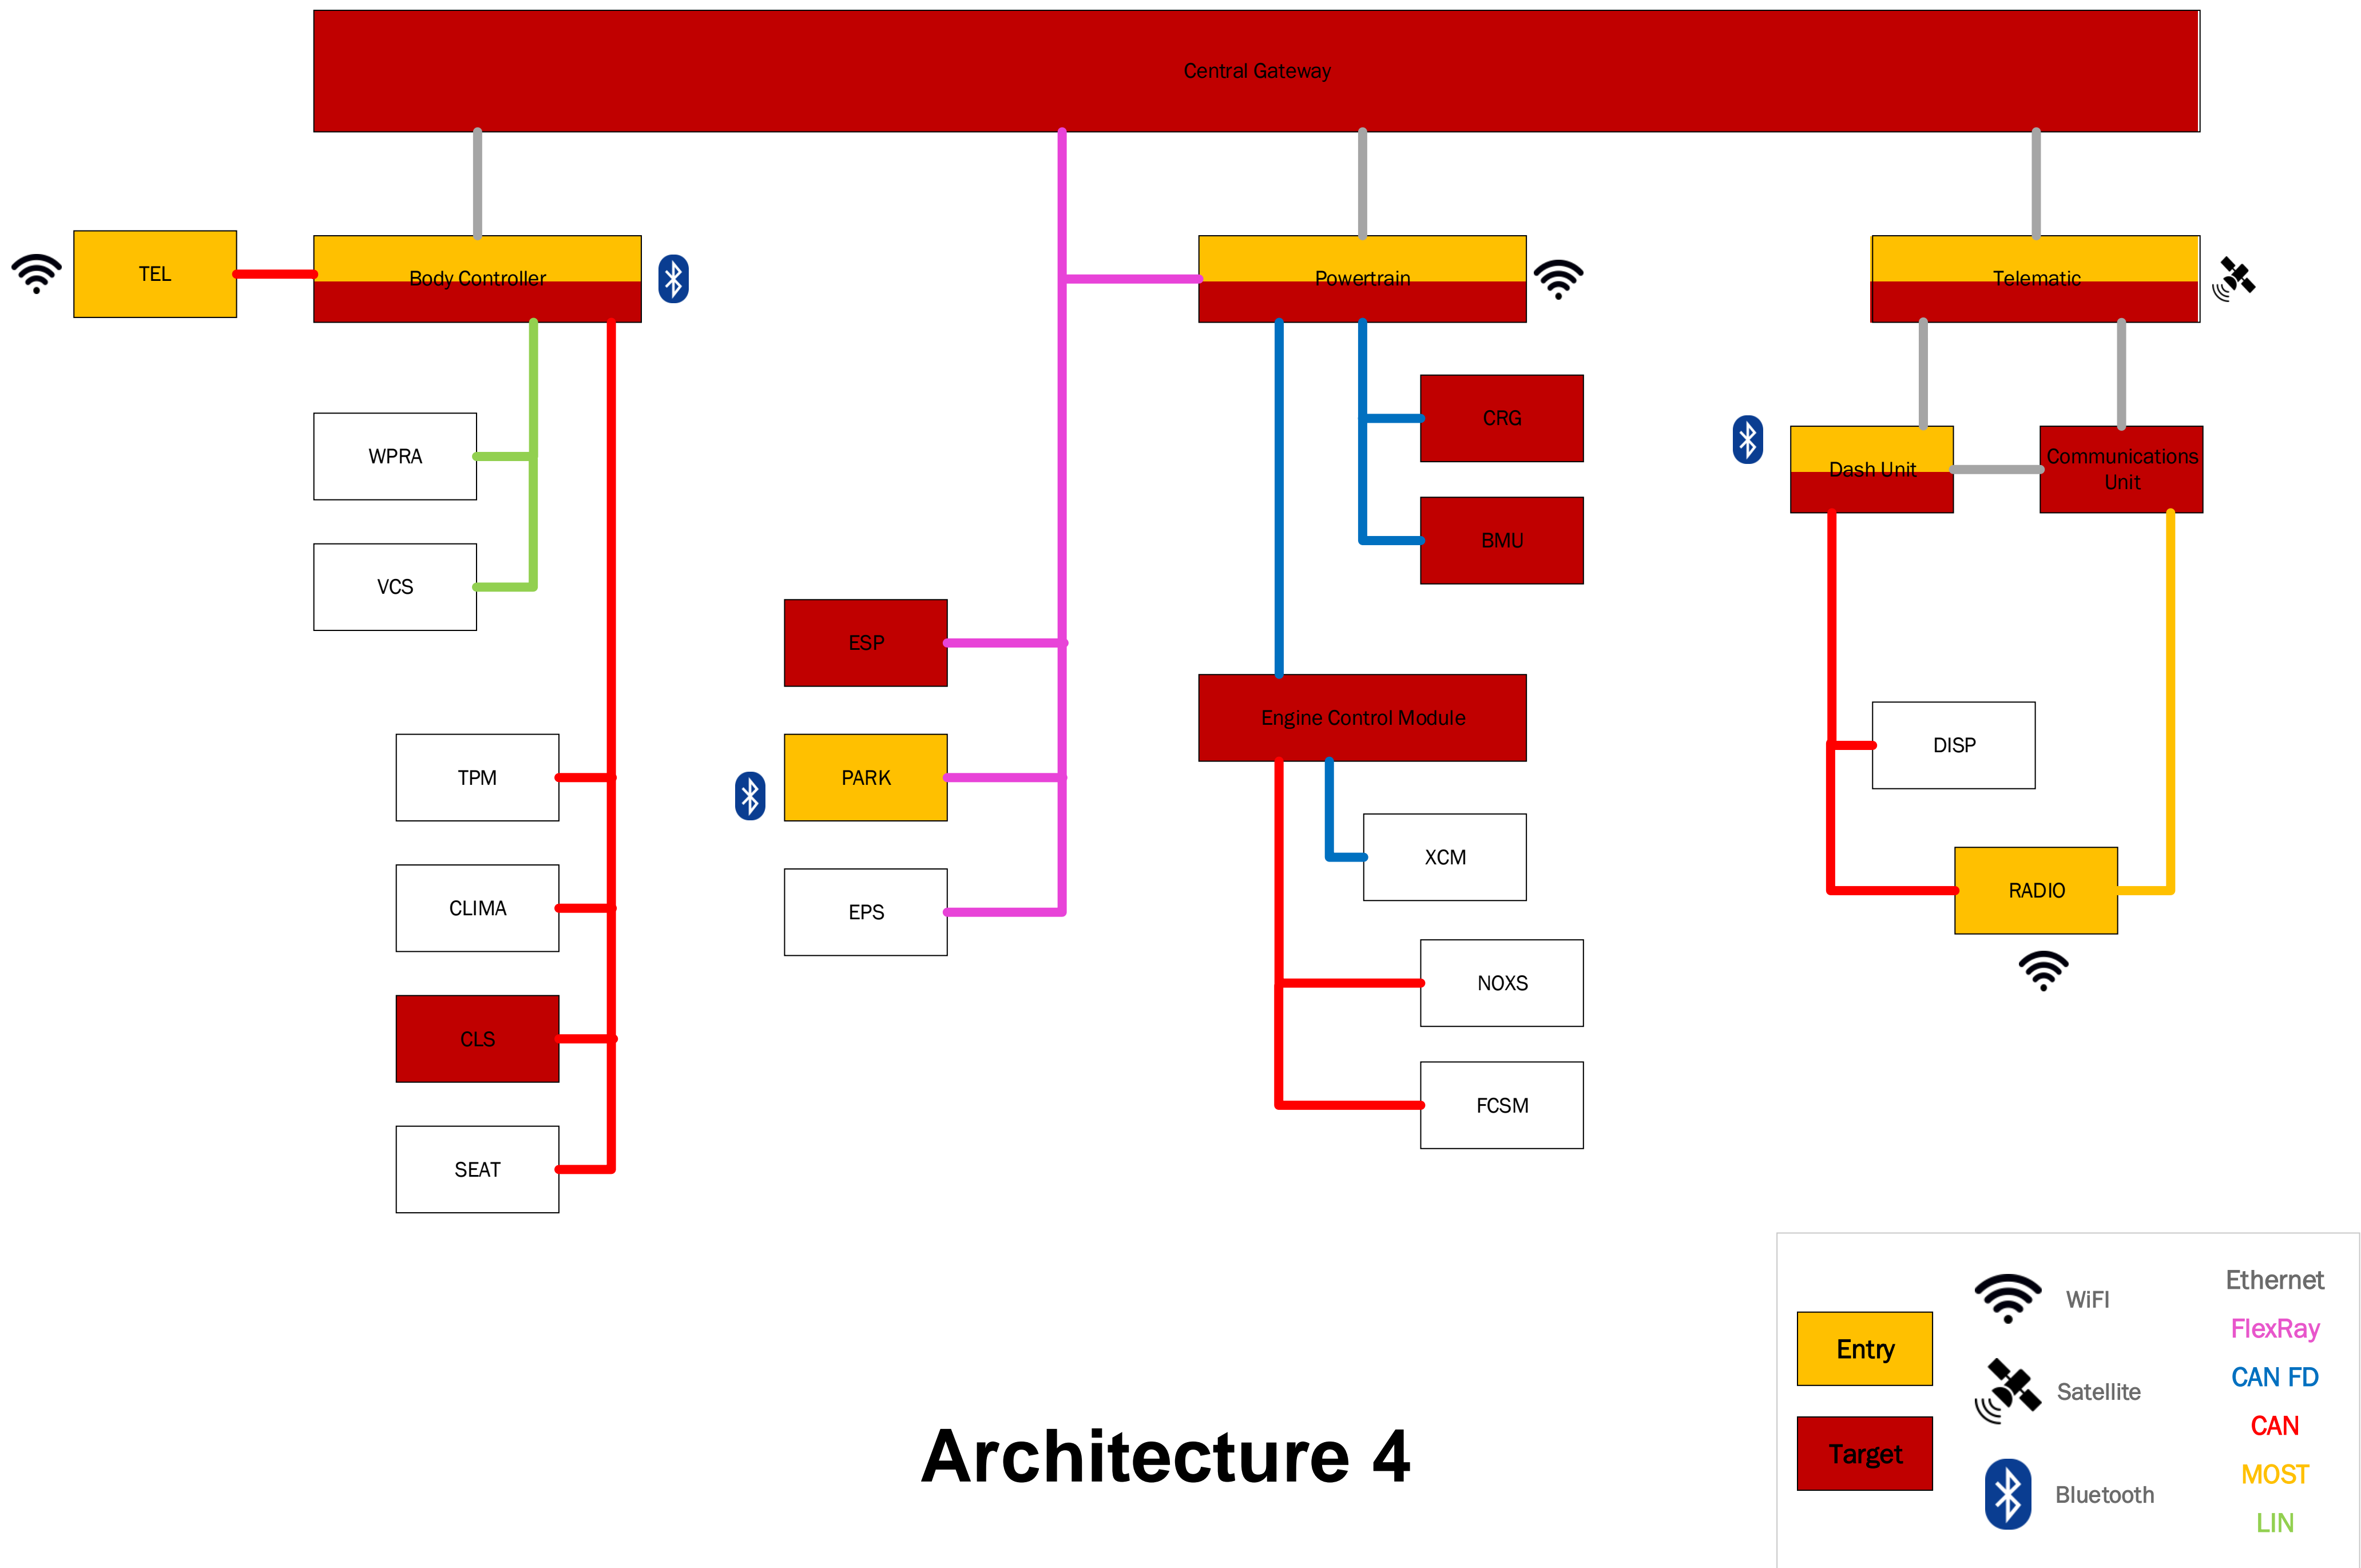 Central Gateway
TEL
Body Controller
Powertrain
Telematic
WPRA
VCS
CRG
BMU
Dash Unit
Communications
Unit
ESP
PARK
EPS
Engine Control Module
XCM
NOXS
FCSM
TPM
CLIMA
CLS
SEAT
DISP
RADIO
Architecture 4
Entry
Target
WiFI
Satellite
Bluetooth
Ethernet
FlexRay
CAN FD
CAN
MOST
LIN